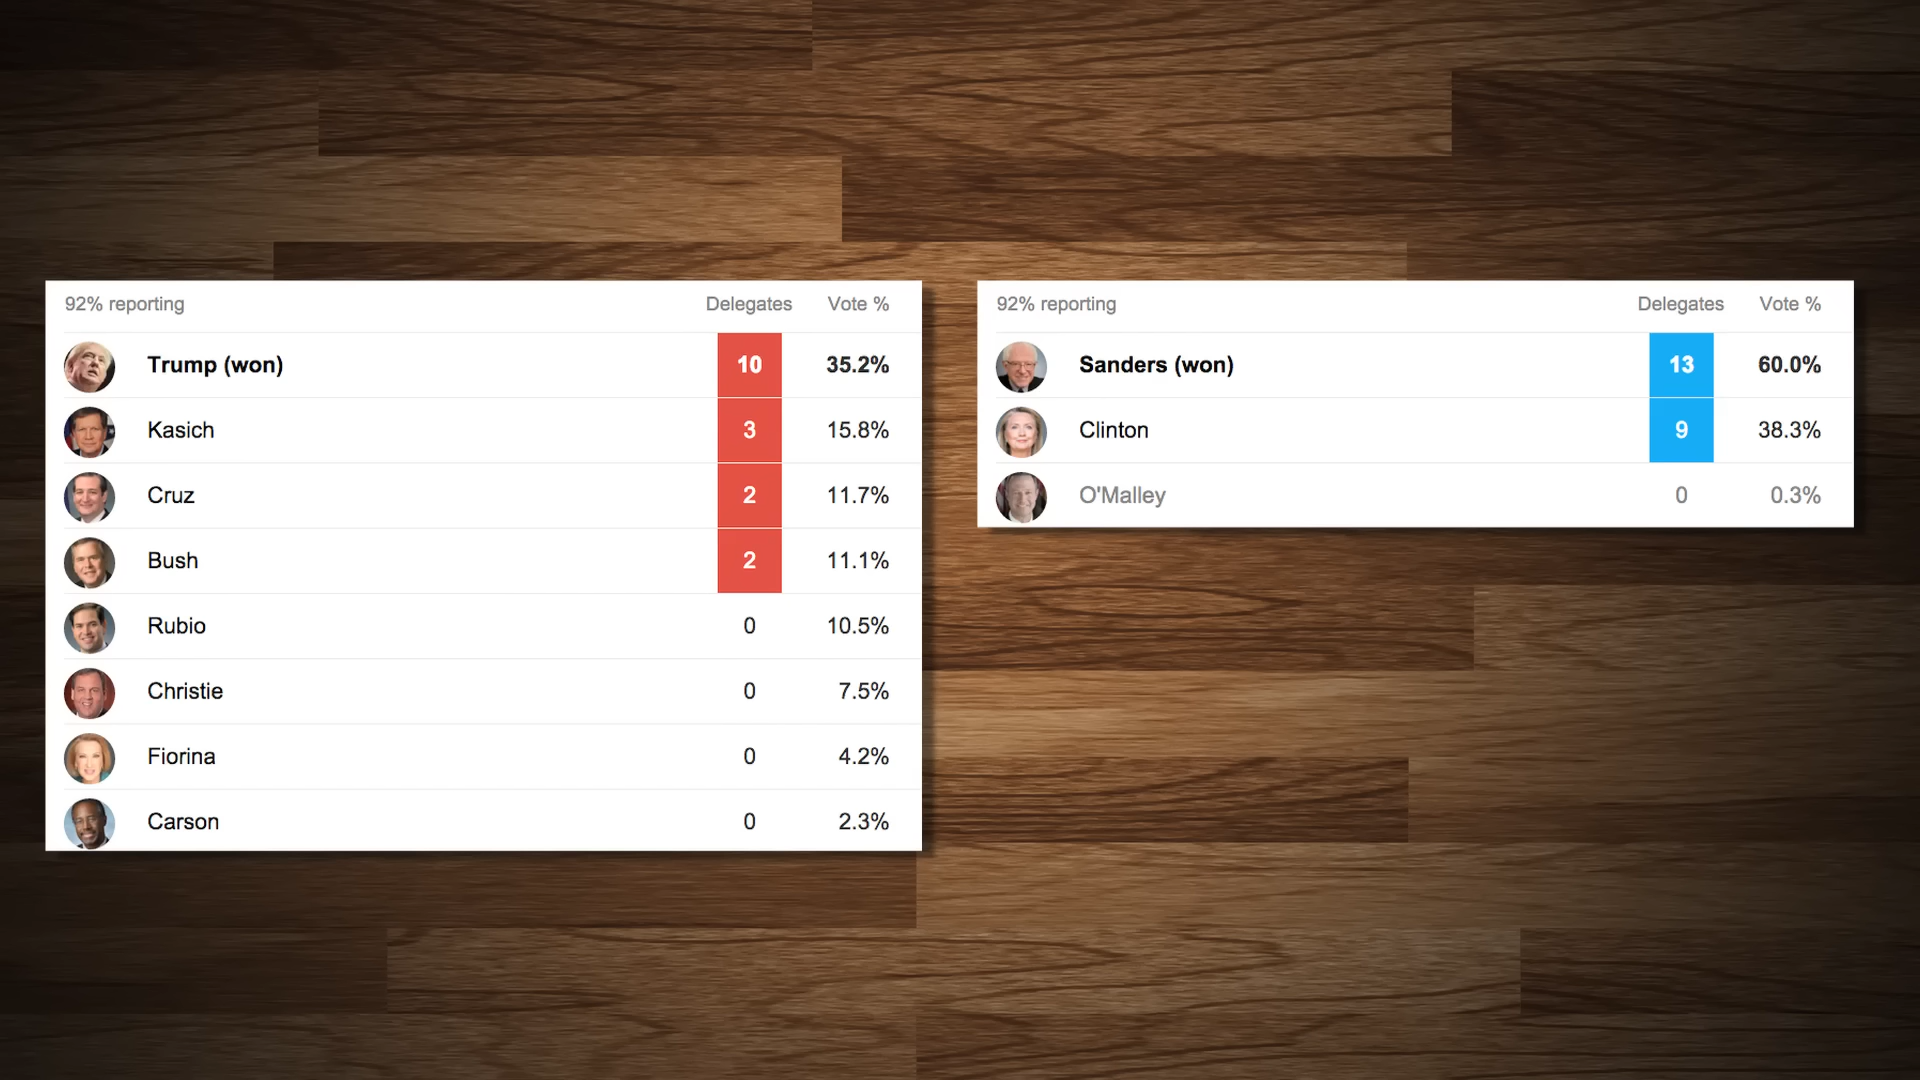 92% reporting Delegates Vote %
Trump (won) 10 35.2%
Kasich 3 15.8%
Cruz 2 11.7%
Bush 2 11.1%
Rubio 0 10.5%
Christie 0 7.5%
Fiorina 0 4.2%
Carson 0 2.3%
92% reporting Delegates Vote %
Sanders (won) 13 60.0%
Clinton 9 38.3%
O'Malley 0 0.3%